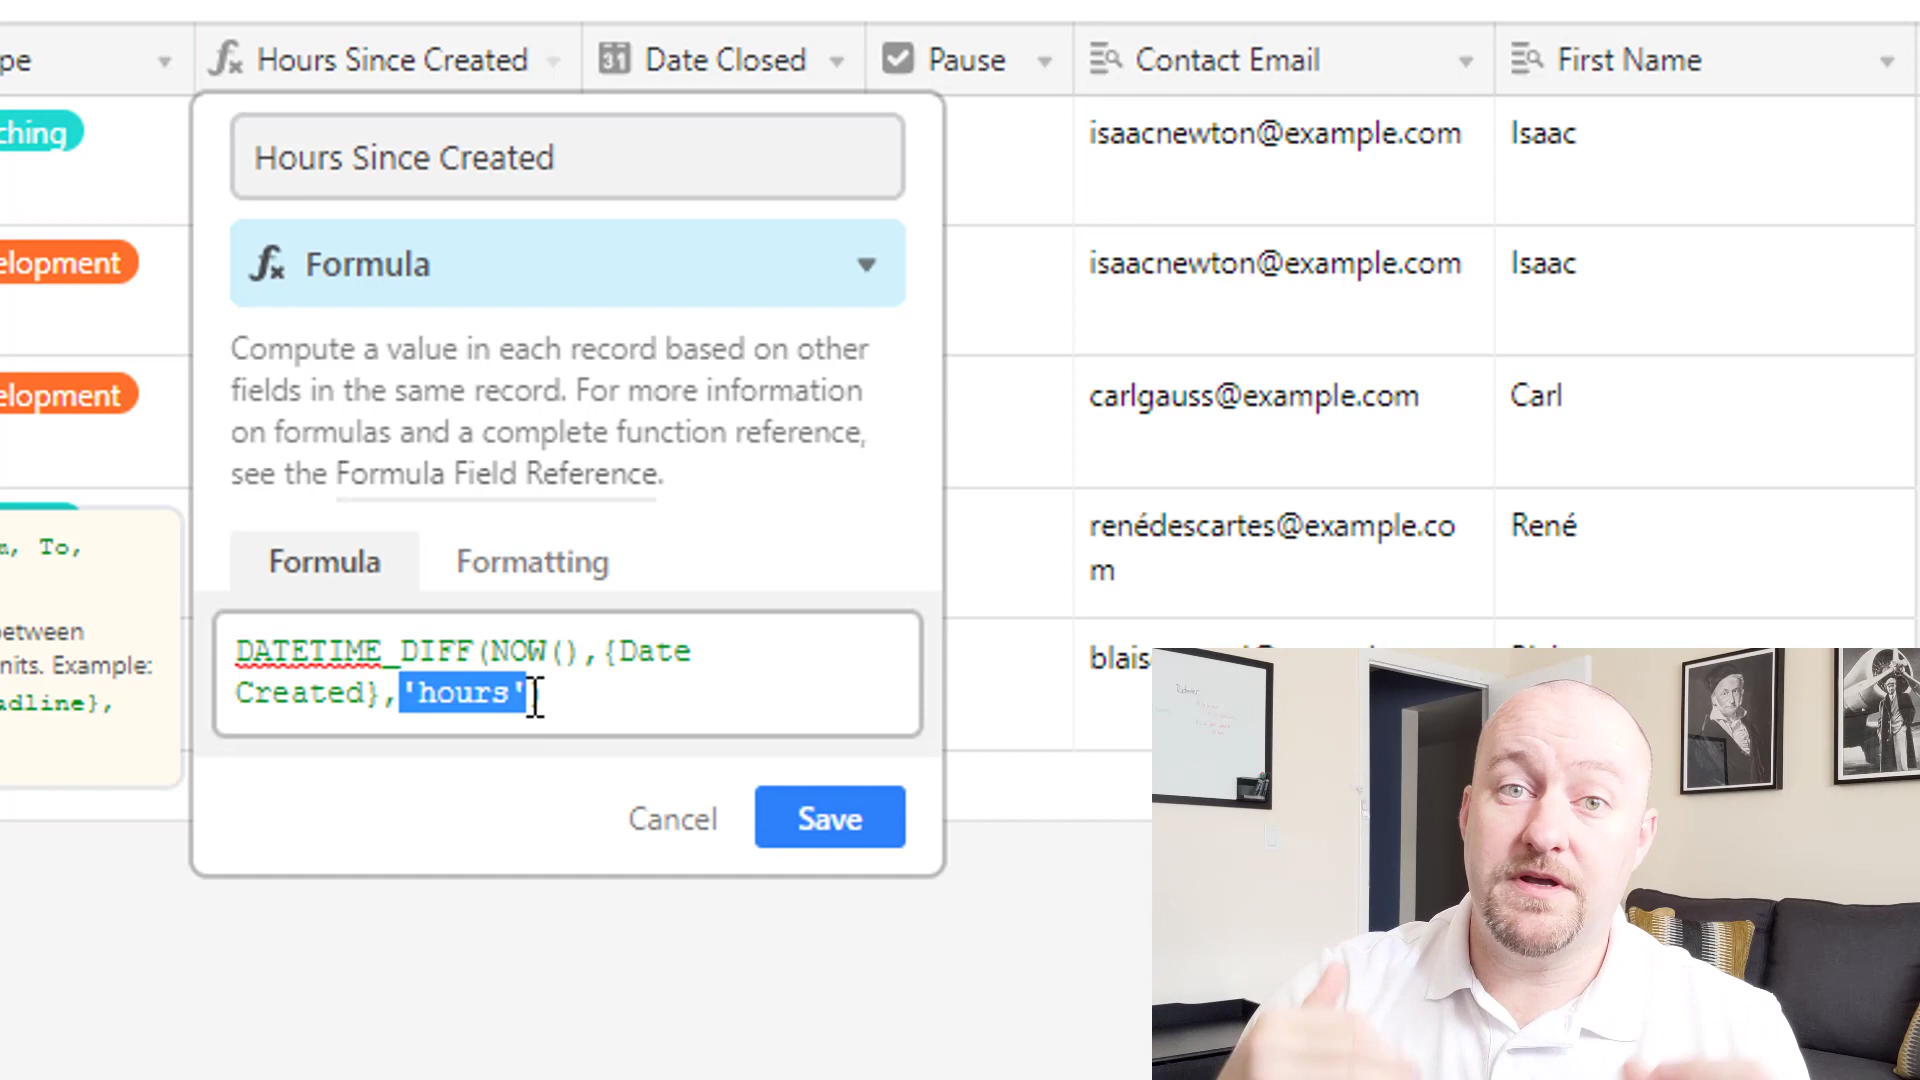 pe
Hours Since Created
Date Closed
Pause
Contact Email
First Name
ching
isaacnewton@example.com
Isaac
elopment
isaacnewton@example.com
Isaac
elopment
carlgauss@example.com
Carl
renédescartes@example.co
m
René
blais
Hours Since Created
Formula
Compute a value in each record based on other
fields in the same record. For more information
on formulas and a complete function reference,
see the Formula Field Reference.
Formula
Formatting
DATETIME_DIFF(NOW(),{Date
Created},'hours')
Cancel
Save
To,
etween
nits. Example:
adline},